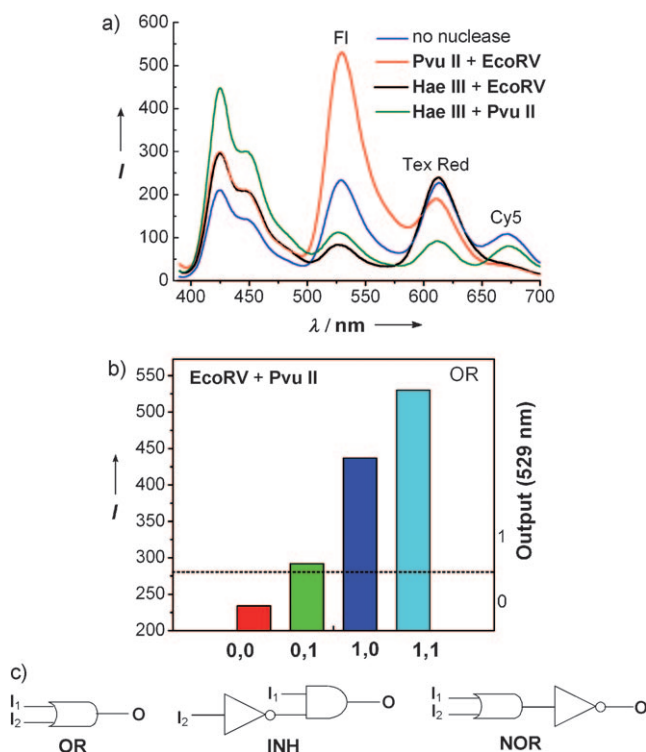 a)
600
500
400
300
200
100
0
I
Fl
Tex Red
Cy5
no nuclease
Pvu II + EcoRV
Hae III + EcoRV
Hae III + Pvu II
400 450 500 550 600 650 700
λ / nm
b)
EcoRV + Pvu II
OR
550
500
450
400
350
300
250
200
I
Output (529 nm)
1
0
0,0 0,1 1,0 1,1
c)
I₁
I₂
O
OR
I₁
I₂
O
INH
I₁
I₂
O
NOR